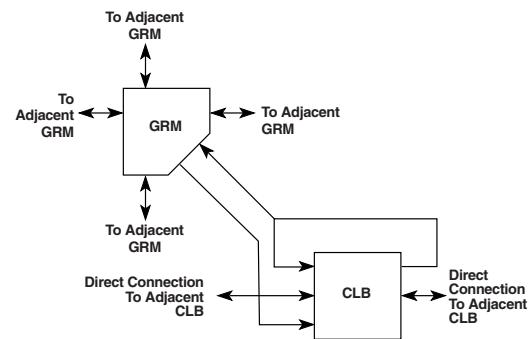 To Adjacent
GRM
To
Adjacent
GRM
GRM
To Adjacent
GRM
To Adjacent
GRM
Direct Connection
To Adjacent
CLB
CLB
Direct
Connection
To Adjacent
CLB